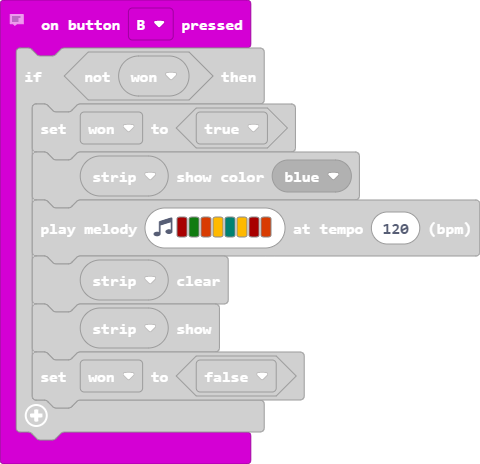 on button B pressed
if not won then
set won to true
strip show color blue
play melody at tempo 120 (bpm)
strip clear
strip show
set won to false